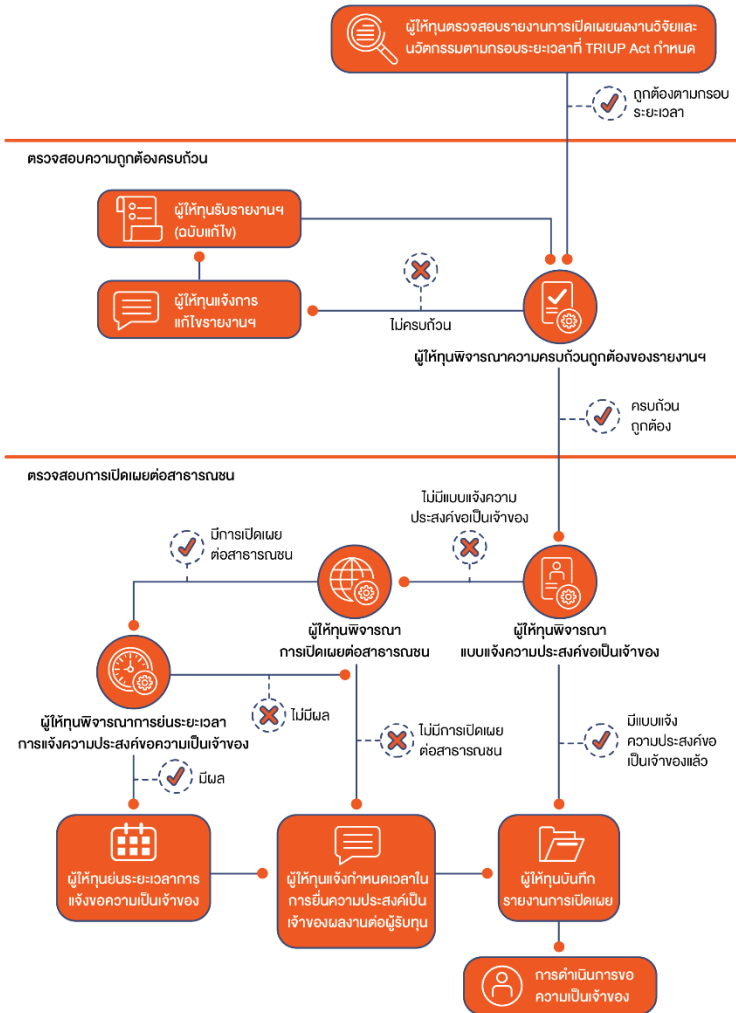 ผู้ให้ทุนตรวจสอบรายงานการเปิดเผยผลงานวิจัยและ
นวัตกรรมตามกรอบระยะเวลาที่ TRIUP Act กำหนด
ถูกต้องตามกรอบ
ระยะเวลา
ตรวจสอบความถูกต้องครบถ้วน
ผู้ให้ทุนรับรายงานฯ
(ฉบับแก้ไข)
ผู้ให้ทุนแจ้งการ
แก้ไขรายงานฯ
ไม่ครบถ้วน
ผู้ให้ทุนพิจารณาความครบถ้วนถูกต้องของรายงานฯ
ครบถ้วน
ถูกต้อง
ตรวจสอบการเปิดเผยต่อสาธารณชน
ไม่มีแบบแจ้งความ
ประสงค์ขอเป็นเจ้าของ
มีการเปิดเผย
ต่อสาธารณชน
ผู้ให้ทุนพิจารณา
การเปิดเผยต่อสาธารณชน
ผู้ให้ทุนพิจารณา
แบบแจ้งความประสงค์ขอเป็นเจ้าของ
ผู้ให้ทุนพิจารณาการย่นระยะเวลา
การแจ้งความประสงค์ขอความเป็นเจ้าของ
ไม่มีผล
ไม่มีการเปิดเผย
ต่อสาธารณชน
มีแบบแจ้ง
ความประสงค์ขอ
เป็นเจ้าของแล้ว
มีผล
ผู้ให้ทุนย่นระยะเวลาการ
แจ้งขอความเป็นเจ้าของ
ผู้ให้ทุนแจ้งกำหนดเวลาใน
การยื่นความประสงค์เป็น
เจ้าของผลงานต่อผู้รับทุน
ผู้ให้ทุนบันทึก
รายงานการเปิดเผย
การดำเนินการขอ
ความเป็นเจ้าของ